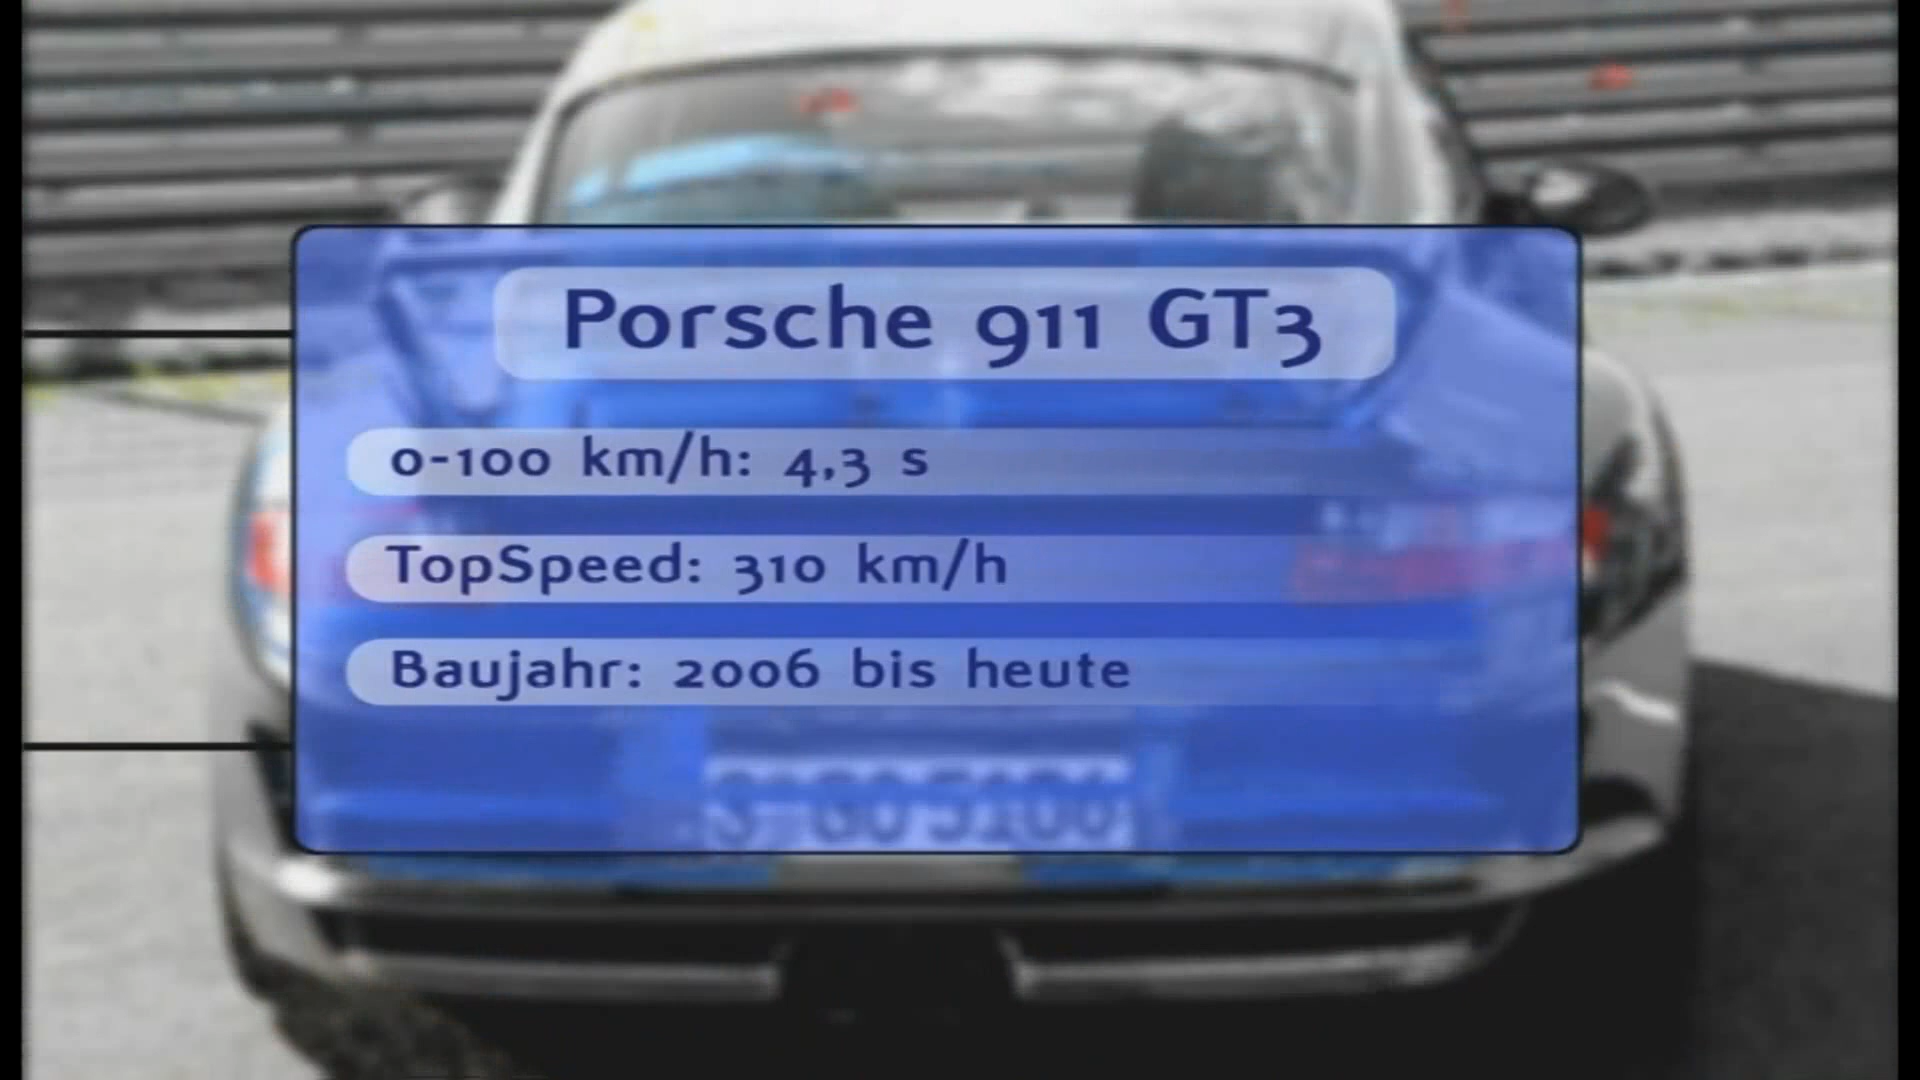 Porsche 911 GT3
0-100 km/h: 4,3 s
TopSpeed: 310 km/h
Baujahr: 2006 bis heute